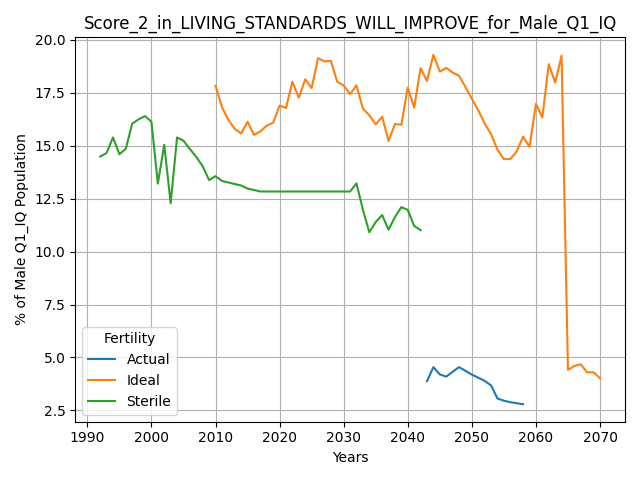 Score_2_in_LIVING_STANDARDS_WILL_IMPROVE_for_Male_Q1_IQ
% of Male Q1_IQ Population
20.0
17.5
15.0
12.5
10.0
7.5
5.0
2.5
Fertility
Actual
Ideal
Sterile
1990 2000 2010 2020 2030 2040 2050 2060 2070
Years